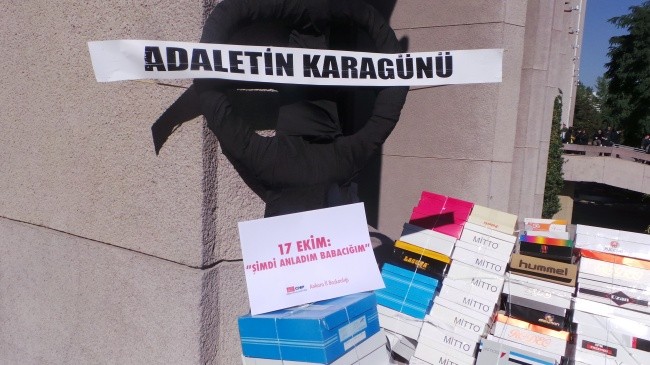 ADALETİN KARAGÜNÜ
17 EKİM:
"ŞİMDİ ANLADIM BABACIĞIM"
CHP Ankara İl Başkanlığı
MITTO
MITTO
MITTO
MITTO
MITTO
MITTO
hummel